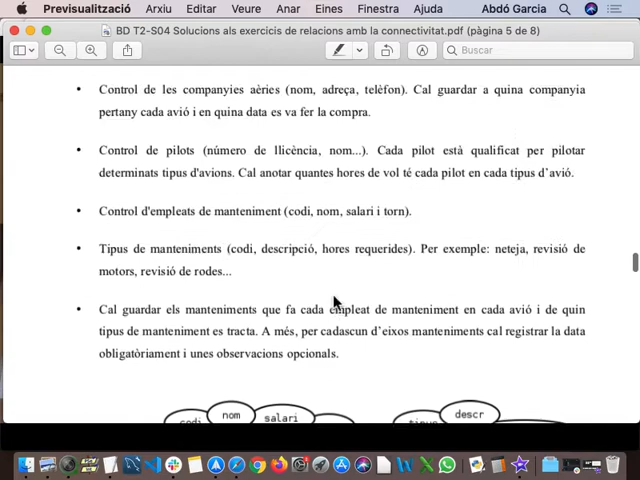 Previsualització Arxiu Editar Veure Anar Eines Finestra Ajuda Abdó Garcia
BD T2-S04 Solucions als exercicis de relacions amb la connectivitat.pdf (pàgina 5 de 8)
Buscar
• Control de les companyies aèries (nom, adreça, telèfon). Cal guardar a quina companyia
pertany cada avió i en quina data es va fer la compra.
• Control de pilots (número de llicència, nom...). Cada pilot està qualificat per pilotar
determinats tipus d'avions. Cal anotar quantes hores de vol té cada pilot en cada tipus d'avió.
• Control d'empleats de manteniment (codi, nom, salari i torn).
• Tipus de manteniments (codi, descripció, hores requerides). Per exemple: neteja, revisió de
motors, revisió de rodes...
• Cal guardar els manteniments que fa cada empleat de manteniment en cada avió i de quin
tipus de manteniment es tracta. A més, per cadascun d'eixos manteniments cal registrar la data
obligatòriament i unes observacions opcionals.
codi nom salari descr